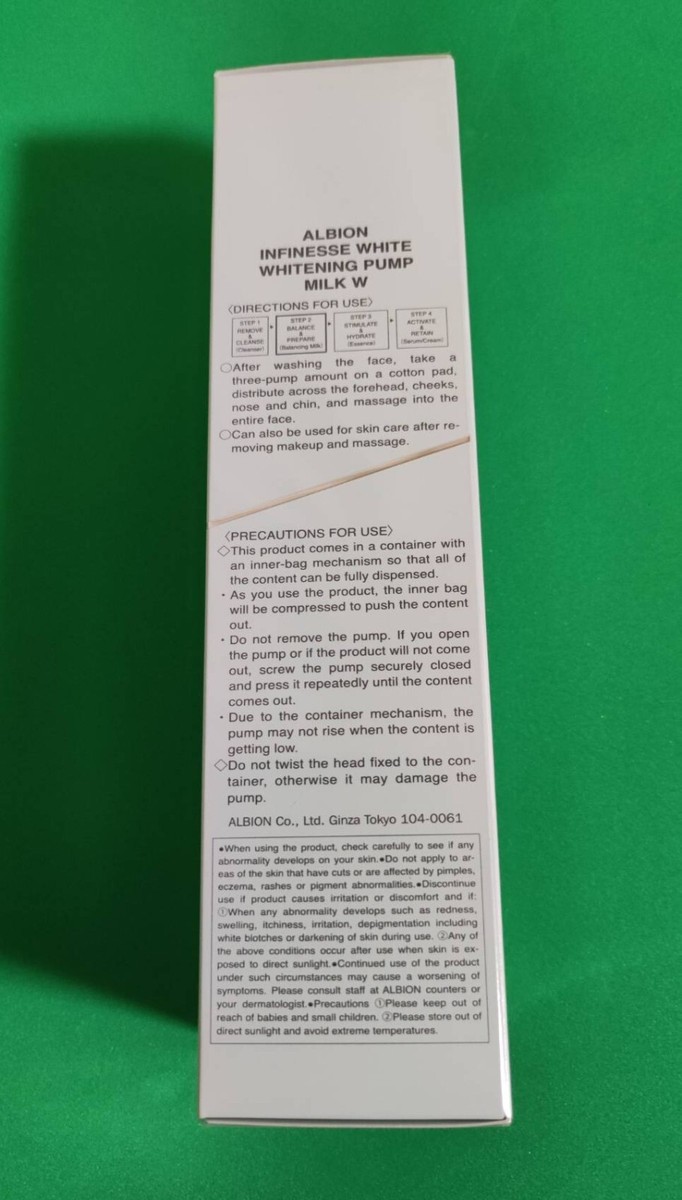 ALBION
INFINESSE WHITE
WHITENING PUMP
MILK W
〈DIRECTIONS FOR USE〉
STEP 1
REMOVE
&
CLEANSE
(Cleanser)
STEP 2
BALANCE
&
PREPARE
(Balancing Milk)
STEP 3
STIMULATE
&
HYDRATE
(Essence)
STEP 4
ACTIVATE
&
RETAIN
(Serum/Cream)
○After washing the face, take a
three-pump amount on a cotton pad,
distribute across the forehead, cheeks,
nose and chin, and massage into the
entire face.
○Can also be used for skin care after re-
moving makeup and massage.
〈PRECAUTIONS FOR USE〉
◇This product comes in a container with
an inner-bag mechanism so that all of
the content can be fully dispensed.
・As you use the product, the inner bag
will be compressed to push the content
out.
・Do not remove the pump. If you open
the pump or if the product will not come
out, screw the pump securely closed
and press it repeatedly until the content
comes out.
・Due to the container mechanism, the
pump may not rise when the content is
getting low.
◇Do not twist the head fixed to the con-
tainer, otherwise it may damage the
pump.
ALBION Co., Ltd. Ginza Tokyo 104-0061
●When using the product, check carefully to see if any
abnormality develops on your skin.●Do not apply to ar-
eas of the skin that have cuts or are affected by pimples,
eczema, rashes or pigment abnormalities.●Discontinue
use if product causes irritation or discomfort and if:
①When any abnormality develops such as redness,
swelling, itchiness, irritation, depigmentation including
white blotches or darkening of skin during use. ②Any of
the above conditions occur after use when skin is ex-
posed to direct sunlight.●Continued use of the product
under such circumstances may cause a worsening of
symptoms. Please consult staff at ALBION counters or
your dermatologist.●Precautions ①Please keep out of
reach of babies and small children. ②Please store out of
direct sunlight and avoid extreme temperatures.